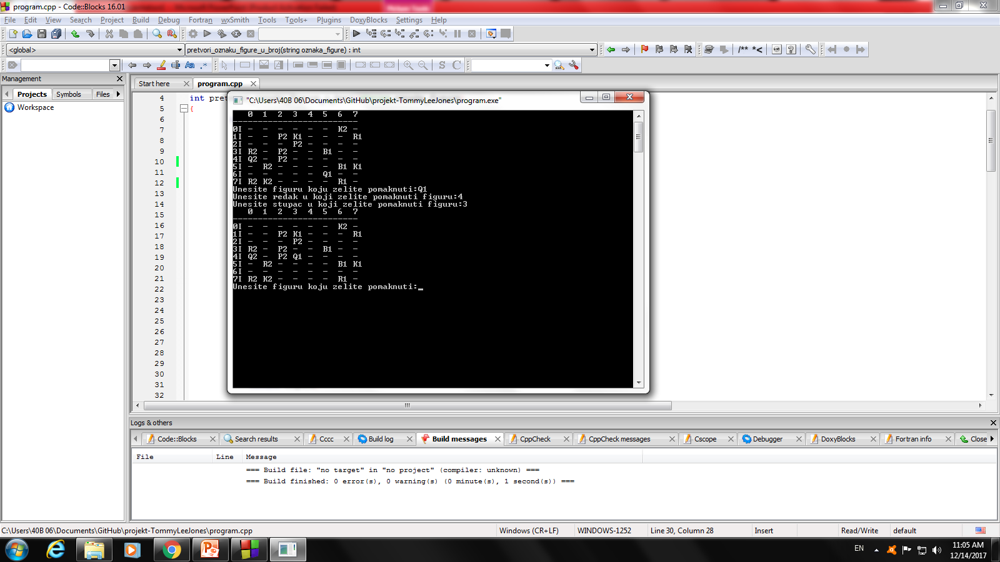 program.cpp - Code::Blocks 16.01
File Edit View Search Project Build Debug Fortran wxSmith Tools Tools+ Plugins DoxyBlocks Settings Help
<global> pretvori_oznaku_figure_u_broj(string oznaka_figure) : int
/** *<
Aa .* S C
Management
Projects Symbols Files
Workspace
Start here program.cpp
4 int pret
5 {
6
7
8
9
10
11
12
13
14
15
16
17
18
19
20
21
22
23
24
25
26
27
28
29
30
31
32
"C:\Users\40B 06\Documents\GitHub\projekt-TommyLeeJones\program.exe"
0 1 2 3 4 5 6 7
-------------------------
0I - - - - - - K2 -
1I - - P2 K1 - - - R1
2I - - - P2 - - - -
3I R2 - P2 - - B1 - -
4I Q2 - P2 - - - - -
5I - R2 - - - - B1 K1
6I - - - - - Q1 - -
7I R2 K2 - - - - R1 -
Unesite figuru koju zelite pomaknuti:Q1
Unesite redak u koji zelite pomaknuti figuru:4
Unesite stupac u koji zelite pomaknuti figuru:3
0 1 2 3 4 5 6 7
-------------------------
0I - - - - - - K2 -
1I - - P2 K1 - - - R1
2I - - - P2 - - - -
3I R2 - P2 - - B1 - -
4I Q2 - P2 Q1 - - - -
5I - R2 - - - - B1 K1
6I - - - - - - - -
7I R2 K2 - - - - R1 -
Unesite figuru koju zelite pomaknuti:_
Logs & others
Code::Blocks Search results Cccc Build log Build messages CppCheck CppCheck messages Cscope Debugger DoxyBlocks Fortran info Close
File Line Message
=== Build file: "no target" in "no project" (compiler: unknown) ===
=== Build finished: 0 error(s), 0 warning(s) (0 minute(s), 1 second(s)) ===
C:\Users\40B 06\Documents\GitHub\projekt-TommyLeeJones\program.cpp Windows (CR+LF) WINDOWS-1252 Line 30, Column 28 Insert Read/Write default
EN 11:05 AM
12/14/2017